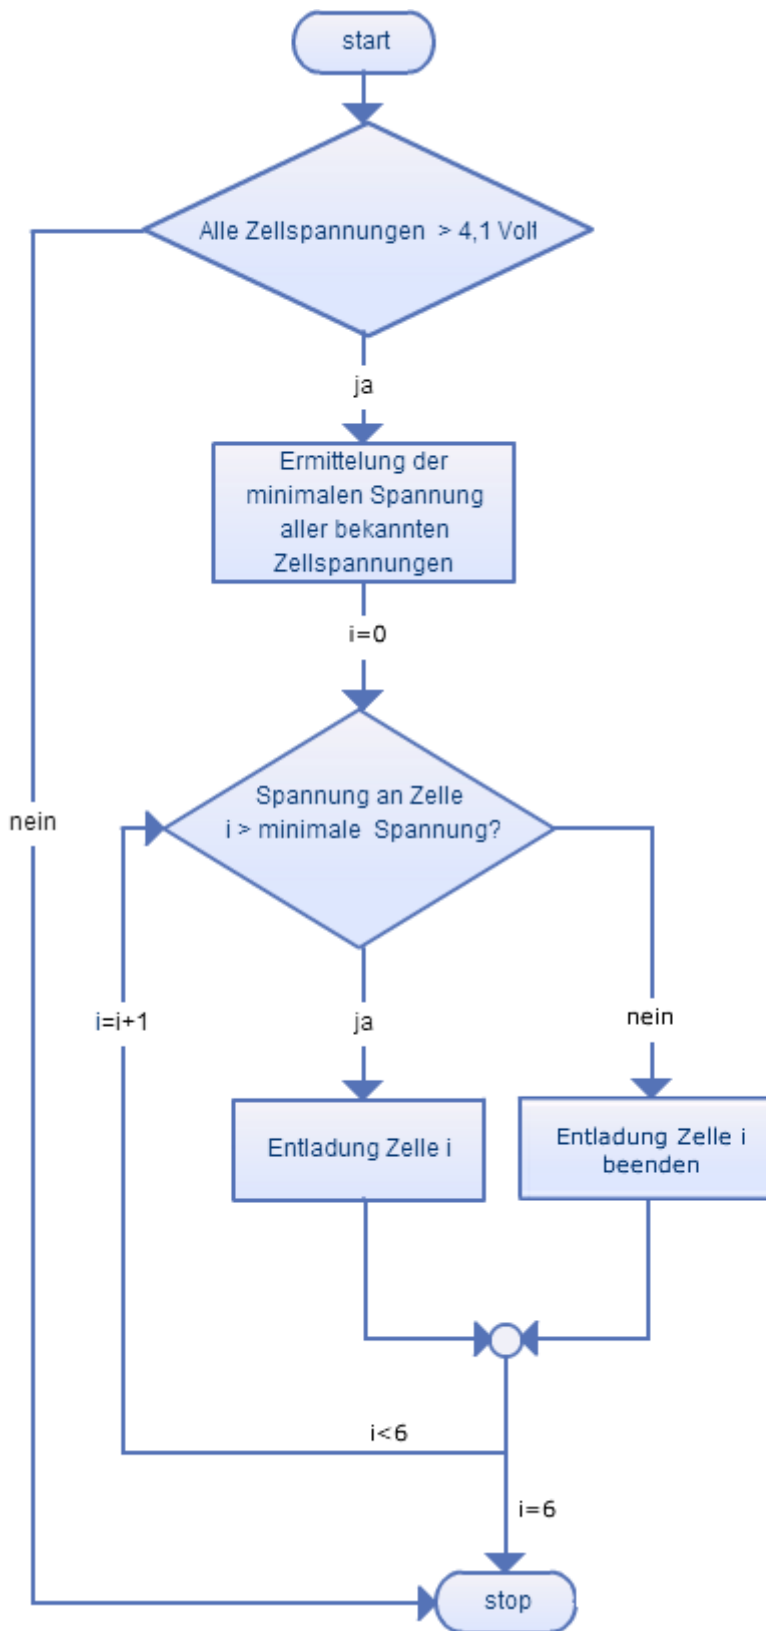 start
Alle Zellspannungen > 4,1 Volt
ja
Ermittelung der
minimalen Spannung
aller bekannten
Zellspannungen
i=0
Spannung an Zelle
i > minimale Spannung?
nein
i=i+1
ja
nein
Entladung Zelle i
Entladung Zelle i
beenden
i<6
i=6
stop